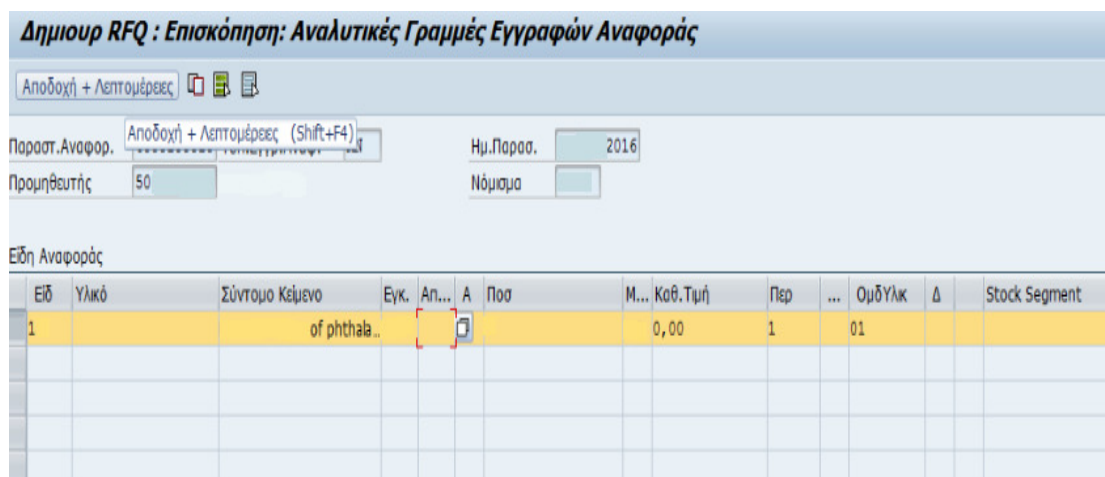 Δημιουρ RFQ : Επισκόπηση: Αναλυτικές Γραμμές Εγγραφών Αναφοράς
Αποδοχή + Λεπτομέρειες
Αποδοχή + Λεπτομέρειες (Shift+F4)
Παραστ.Αναφορ. Ημ.Παρασ. 2016
Προμηθευτής 50 Νόμισμα
Είδη Αναφοράς
Είδ Υλικό Σύντομο Κείμενο Εγκ. Απ... Α Ποσ Μ... Καθ.Τιμή Περ ... ΟμδΥλικ Δ Stock Segment
1 of phthala.. 0,00 1 01